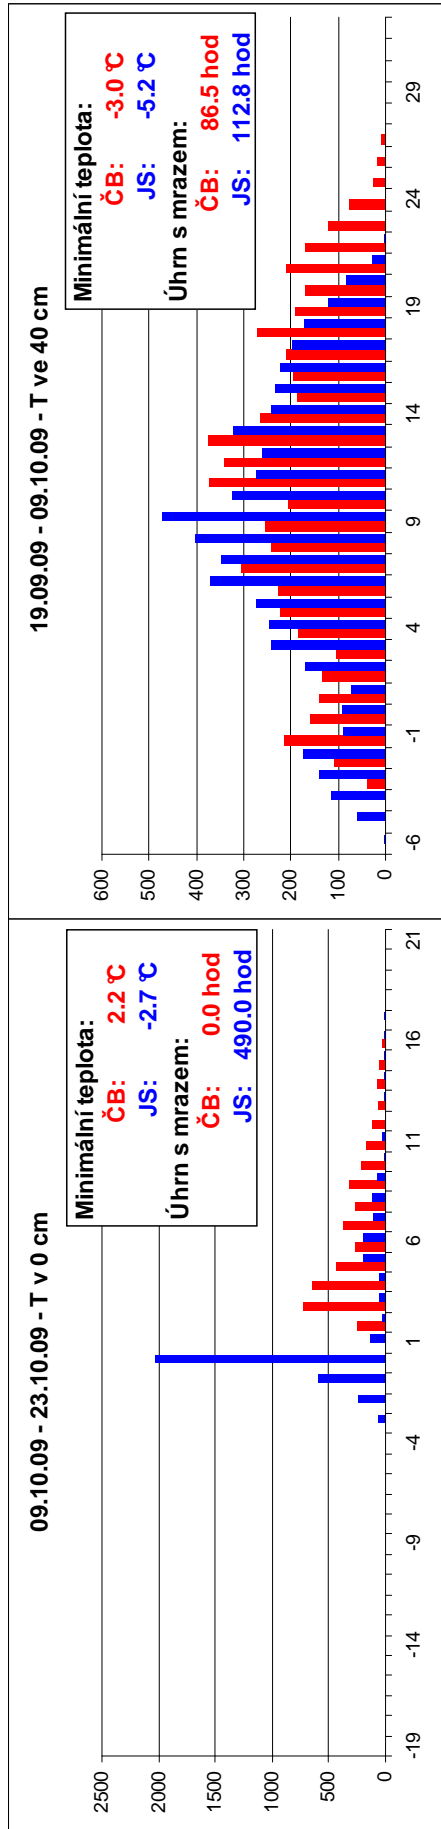 09.10.09 - 23.10.09 - T v 0 cm
Minimální teplota:
ČB: 2.2 °C
JS: -2.7 °C
Úhrn s mrazem:
ČB: 0.0 hod
JS: 490.0 hod
2500
2000
1500
1000
500
0
-19 -14 -9 -4 1 6 11 16 21
19.09.09 - 09.10.09 - T ve 40 cm
Minimální teplota:
ČB: -3.0 °C
JS: -5.2 °C
Úhrn s mrazem:
ČB: 86.5 hod
JS: 112.8 hod
600
500
400
300
200
100
0
-6 -1 4 9 14 19 24 29